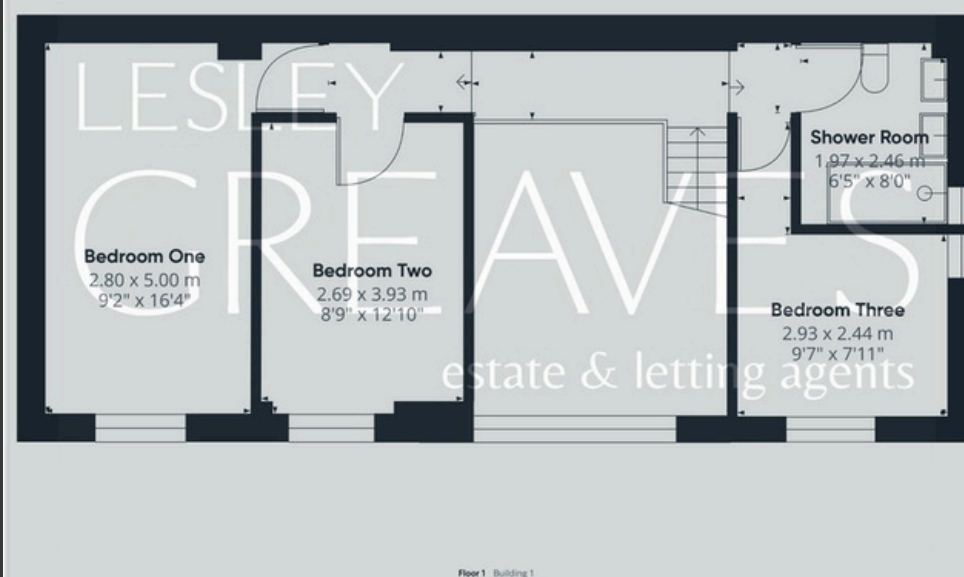 LESLEY
GREAVES
estate & letting agents
Bedroom One
2.80 x 5.00 m
9'2" x 16'4"
Bedroom Two
2.69 x 3.93 m
8'9" x 12'10"
Shower Room
1.97 x 2.46 m
6'5" x 8'0"
Bedroom Three
2.93 x 2.44 m
9'7" x 7'11"
Floor 1 Building 1